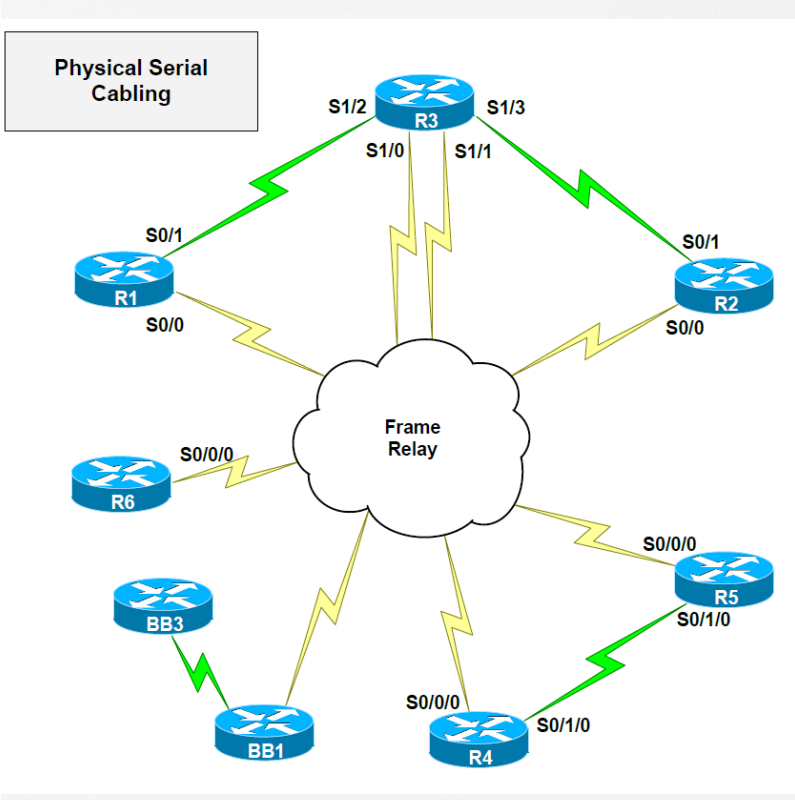 Physical Serial
Cabling
S1/2
R3
S1/3
S1/0
S1/1
S0/1
R1
S0/0
S0/1
R2
S0/0
Frame
Relay
S0/0/0
R6
S0/0/0
R5
S0/1/0
BB3
BB1
S0/0/0
R4
S0/1/0